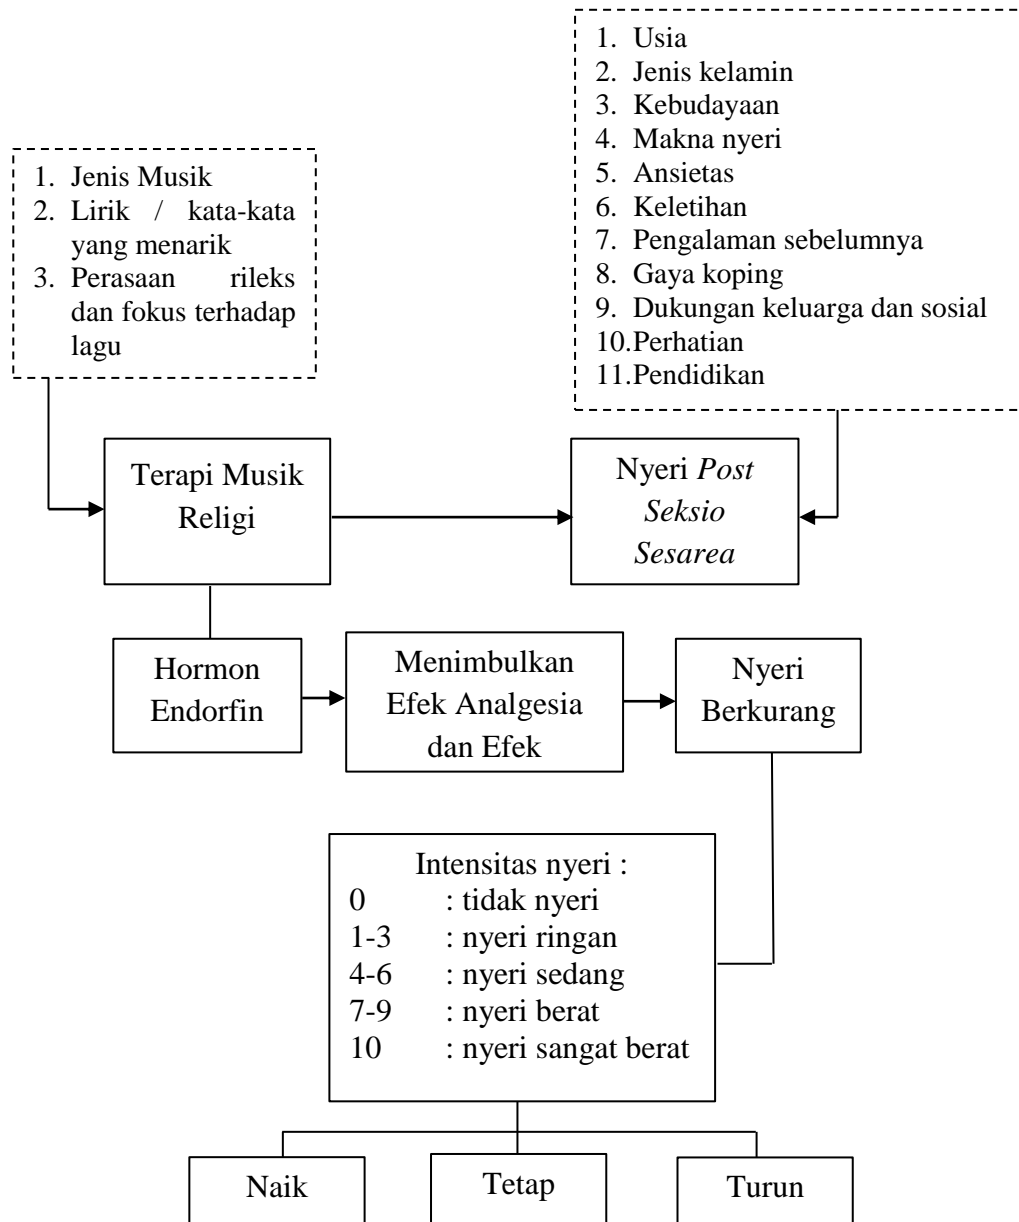 1. Usia
2. Jenis kelamin
3. Kebudayaan
4. Makna nyeri
5. Ansietas
6. Keletihan
7. Pengalaman sebelumnya
8. Gaya koping
9. Dukungan keluarga dan sosial
10.Perhatian
11.Pendidikan
1. Jenis Musik
2. Lirik / kata-kata
yang menarik
3. Perasaan rileks
dan fokus terhadap
lagu
Terapi Musik
Religi
Nyeri Post
Seksio
Sesarea
Hormon
Endorfin
Menimbulkan
Efek Analgesia
dan Efek
Nyeri
Berkurang
Intensitas nyeri :
0 : tidak nyeri
1-3 : nyeri ringan
4-6 : nyeri sedang
7-9 : nyeri berat
10 : nyeri sangat berat
Naik
Tetap
Turun